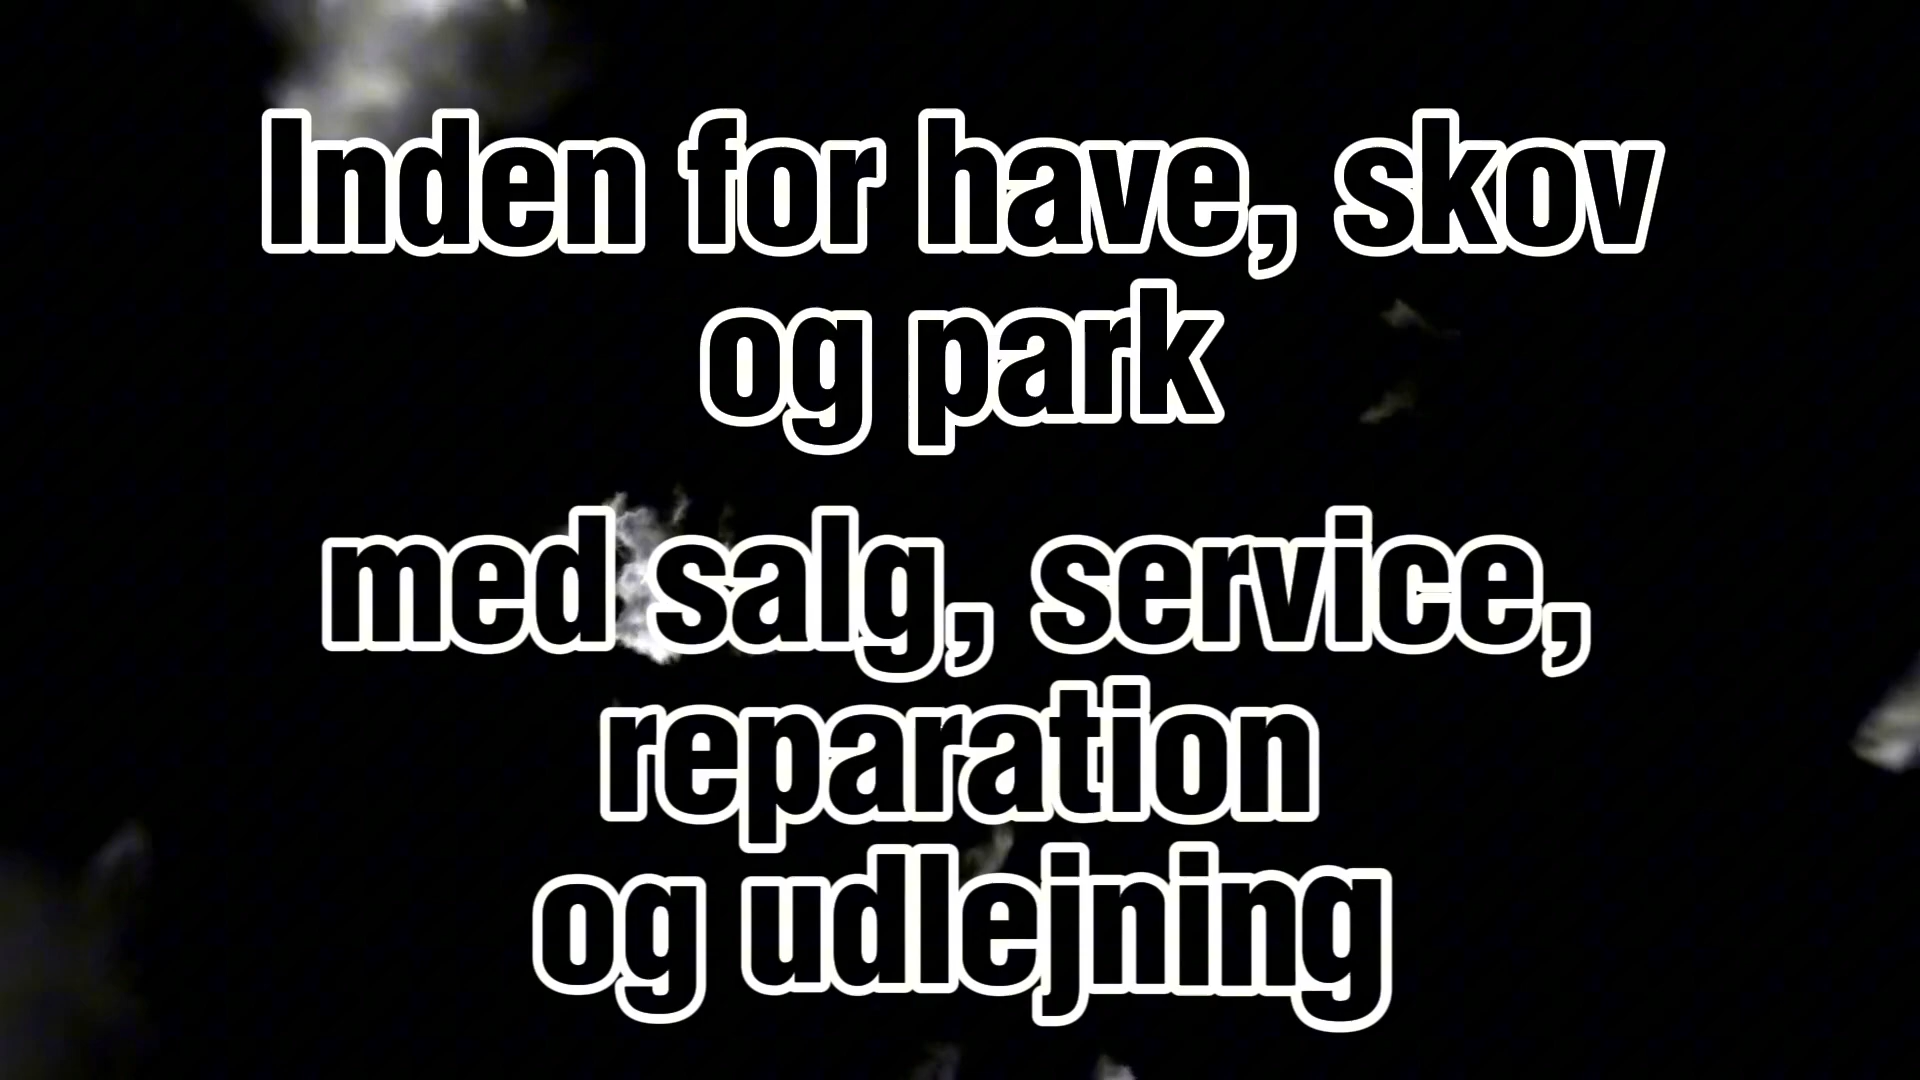 Inden for have, skov
og park
med salg, service,
reparation
og udlejning